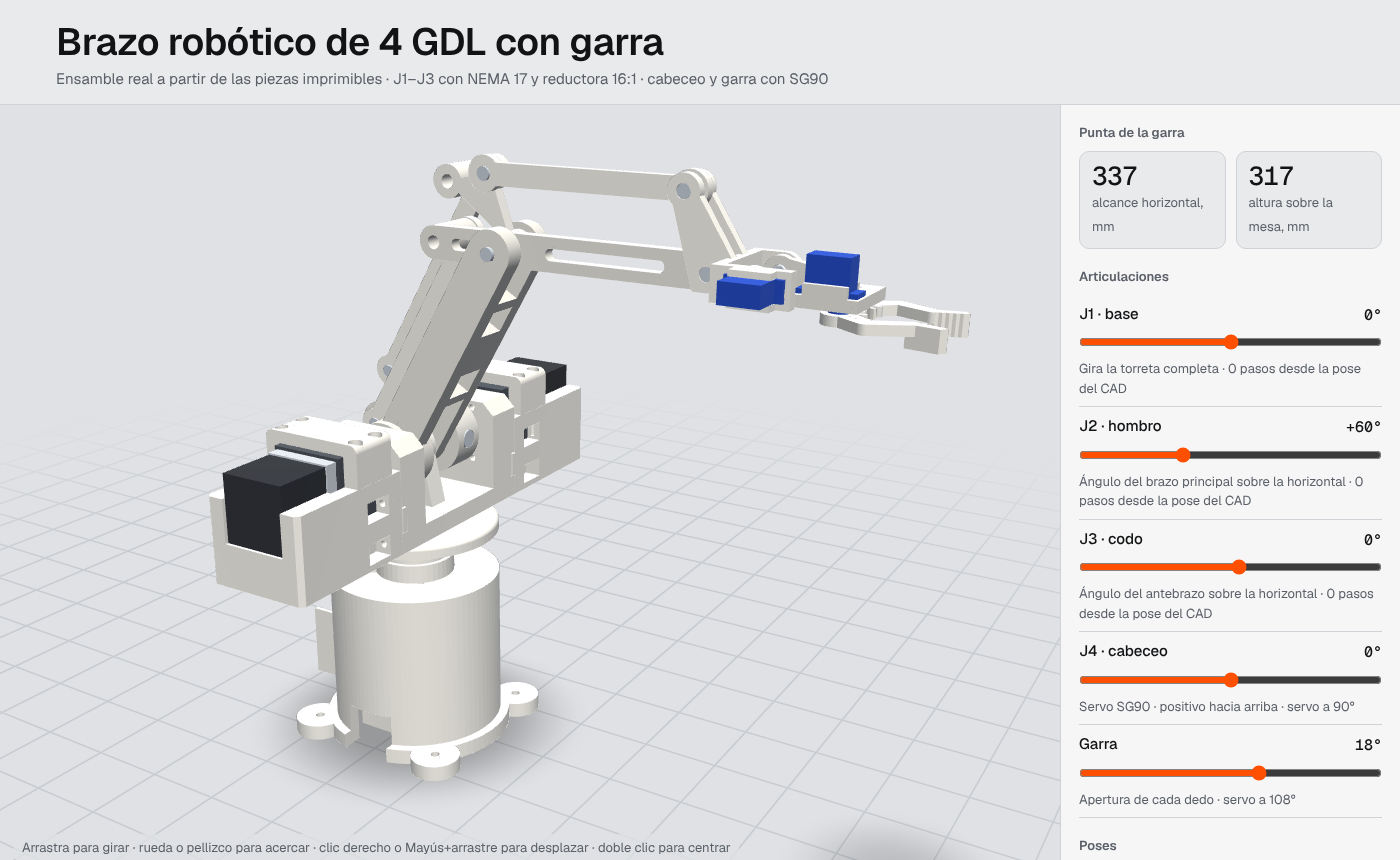 Brazo robótico de 4 GDL con garra
Ensamble real a partir de las piezas imprimibles · J1–J3 con NEMA 17 y reductora 16:1 · cabeceo y garra con SG90
Punta de la garra
337
alcance horizontal,
mm
317
altura sobre la
mesa, mm
Articulaciones
J1 · base
0°
Gira la torreta completa · 0 pasos desde la pose
del CAD
J2 · hombro
+60°
Ángulo del brazo principal sobre la horizontal · 0
pasos desde la pose del CAD
J3 · codo
0°
Ángulo del antebrazo sobre la horizontal · 0 pasos
desde la pose del CAD
J4 · cabeceo
0°
Servo SG90 · positivo hacia arriba · servo a 90°
Garra
18°
Apertura de cada dedo · servo a 108°
Poses
Arrastra para girar · rueda o pellizco para acercar · clic derecho o Mayús+arrastre para desplazar · doble clic para centrar